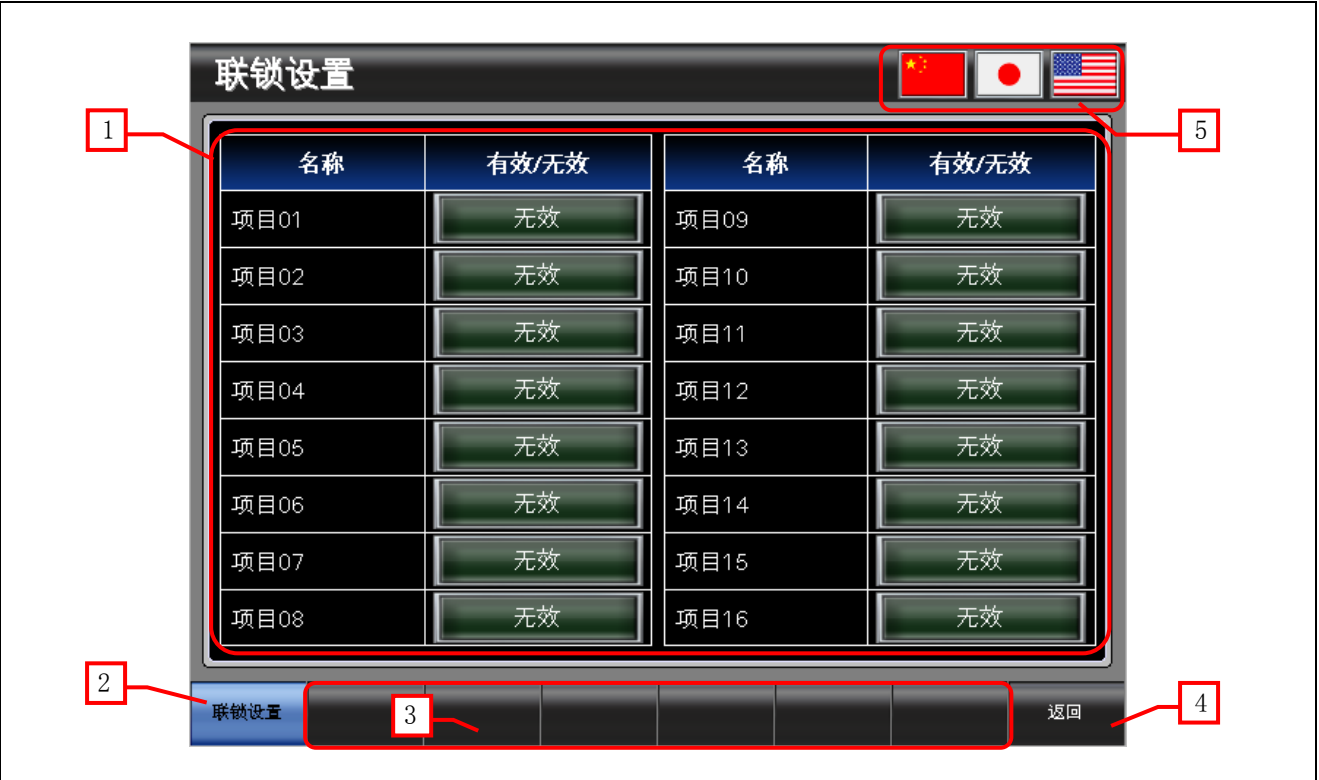 联锁设置
1
5
名称 有效/无效 名称 有效/无效
项目01 无效 项目09 无效
项目02 无效 项目10 无效
项目03 无效 项目11 无效
项目04 无效 项目12 无效
项目05 无效 项目13 无效
项目06 无效 项目14 无效
项目07 无效 项目15 无效
项目08 无效 项目16 无效
2
联锁设置
3
返回
4